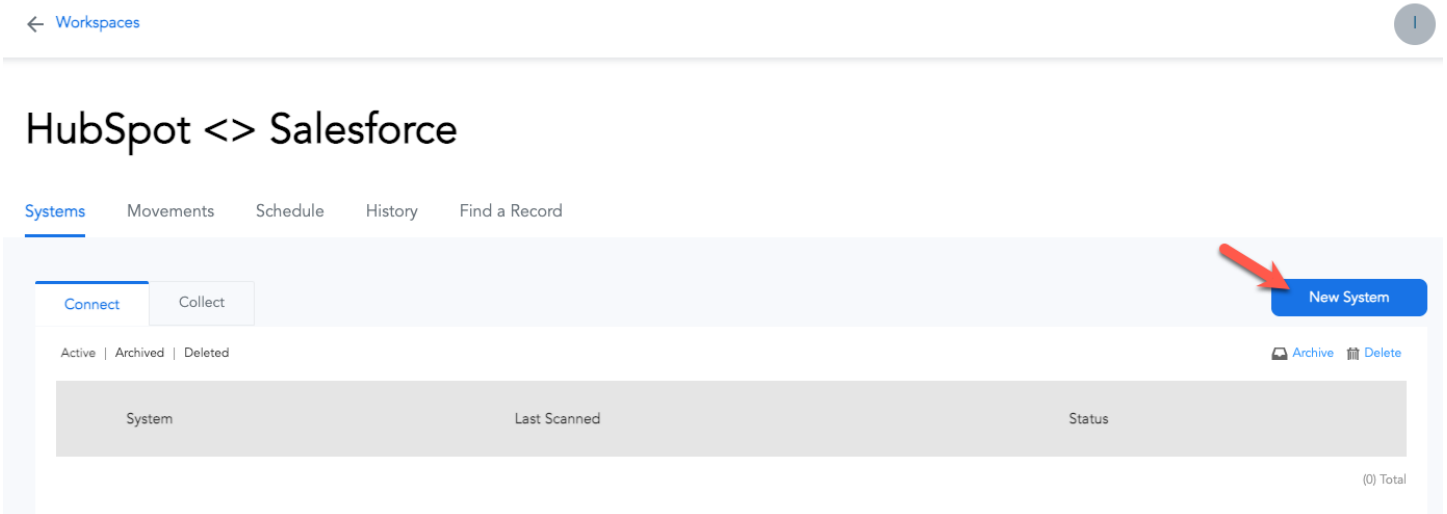 ← Workspaces
I
HubSpot <> Salesforce
Systems Movements Schedule History Find a Record
Connect Collect New System
Active | Archived | Deleted Archive Delete
System Last Scanned Status
(0) Total